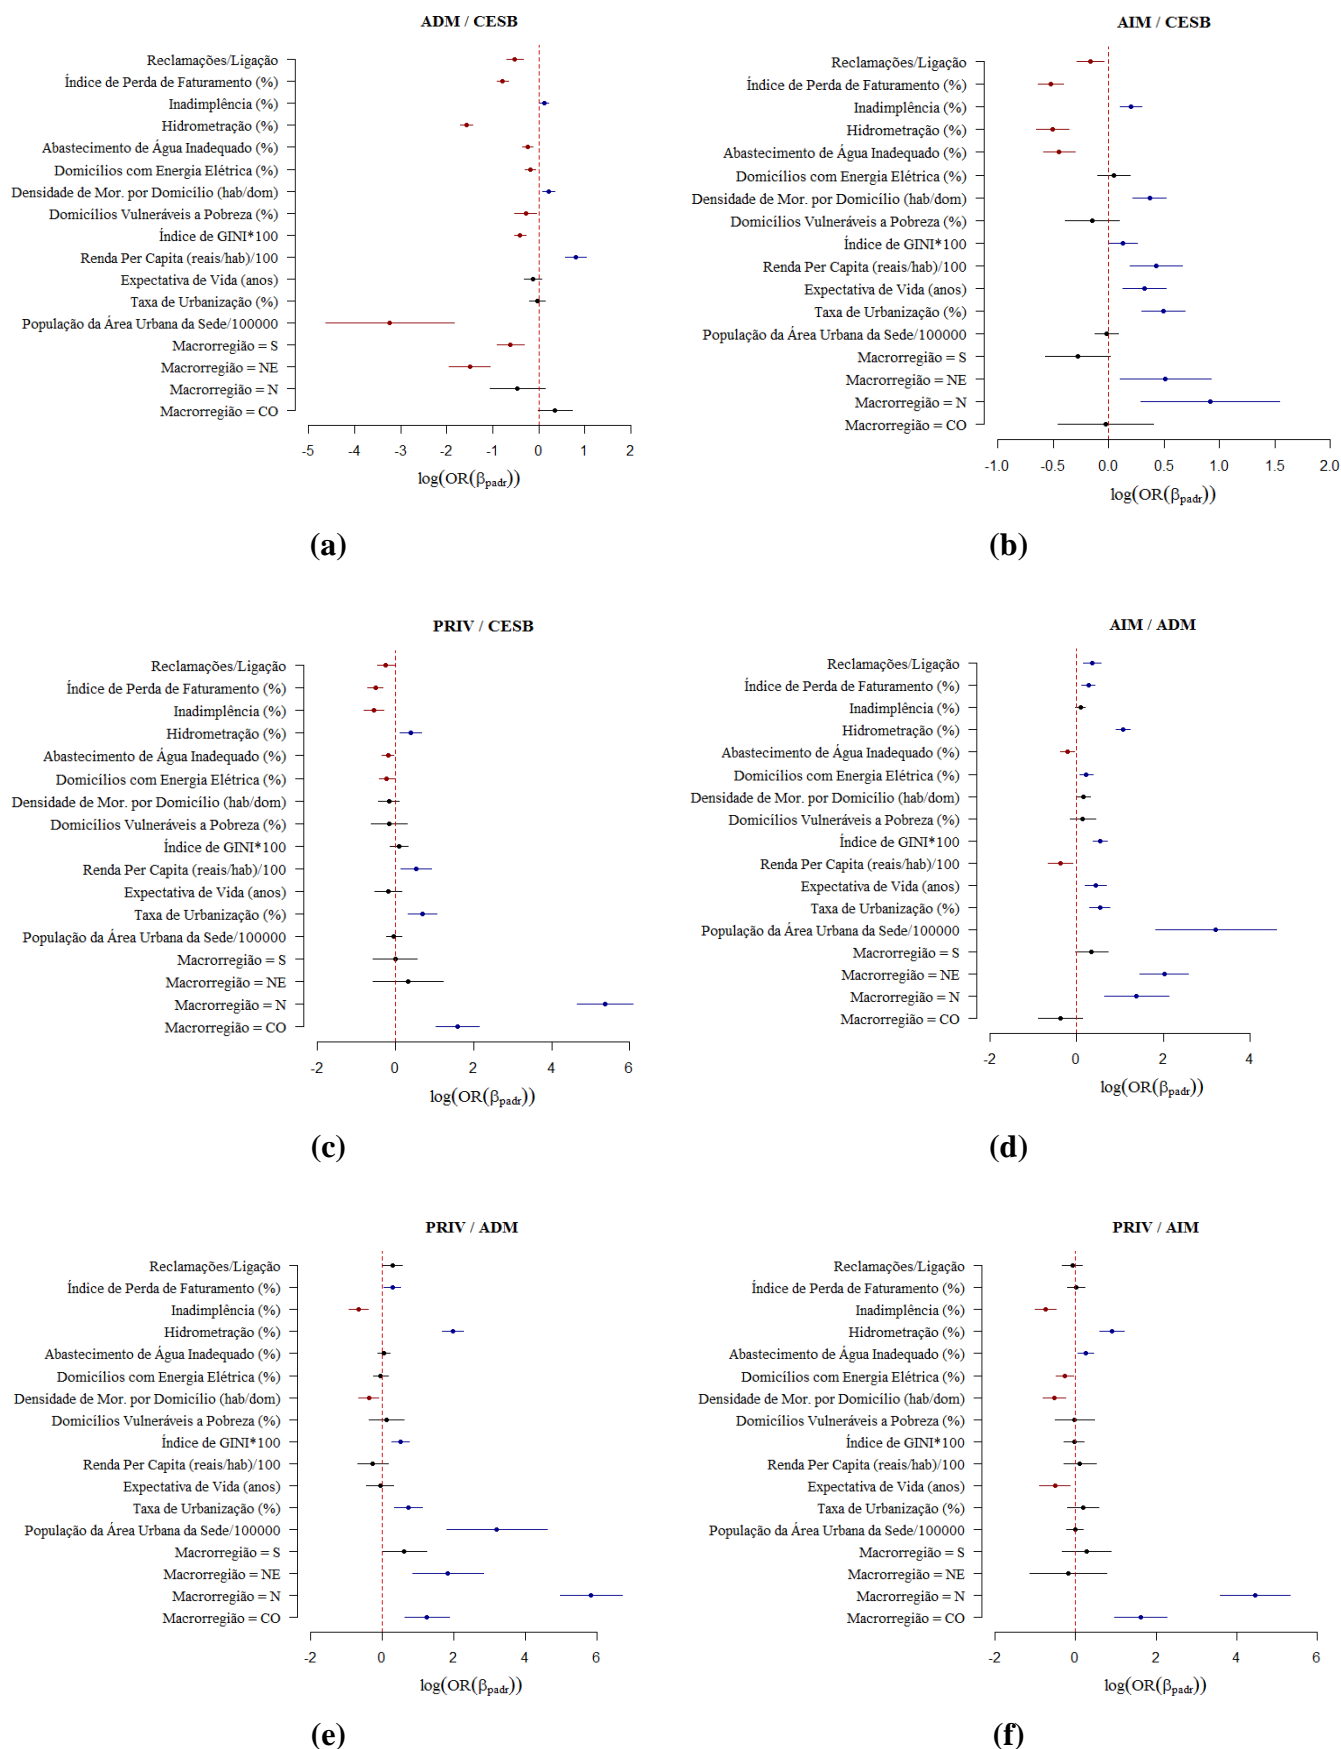 ADM / CESB
Reclamações/Ligação
Índice de Perda de Faturamento (%)
Inadimplência (%)
Hidrometração (%)
Abastecimento de Água Inadequado (%)
Domicílios com Energia Elétrica (%)
Densidade de Mor. por Domicílio (hab/dom)
Domicílios Vulneráveis a Pobreza (%)
Índice de GINI*100
Renda Per Capita (reais/hab)/100
Expectativa de Vida (anos)
Taxa de Urbanização (%)
População da Área Urbana da Sede/100000
Macrorregião = S
Macrorregião = NE
Macrorregião = N
Macrorregião = CO
-5 -4 -3 -2 -1 0 1 2
log(OR(βpadr))
(a)
AIM / CESB
Reclamações/Ligação
Índice de Perda de Faturamento (%)
Inadimplência (%)
Hidrometração (%)
Abastecimento de Água Inadequado (%)
Domicílios com Energia Elétrica (%)
Densidade de Mor. por Domicílio (hab/dom)
Domicílios Vulneráveis a Pobreza (%)
Índice de GINI*100
Renda Per Capita (reais/hab)/100
Expectativa de Vida (anos)
Taxa de Urbanização (%)
População da Área Urbana da Sede/100000
Macrorregião = S
Macrorregião = NE
Macrorregião = N
Macrorregião = CO
-1.0 -0.5 0.0 0.5 1.0 1.5 2.0
log(OR(βpadr))
(b)
PRIV / CESB
Reclamações/Ligação
Índice de Perda de Faturamento (%)
Inadimplência (%)
Hidrometração (%)
Abastecimento de Água Inadequado (%)
Domicílios com Energia Elétrica (%)
Densidade de Mor. por Domicílio (hab/dom)
Domicílios Vulneráveis a Pobreza (%)
Índice de GINI*100
Renda Per Capita (reais/hab)/100
Expectativa de Vida (anos)
Taxa de Urbanização (%)
População da Área Urbana da Sede/100000
Macrorregião = S
Macrorregião = NE
Macrorregião = N
Macrorregião = CO
-2 0 2 4 6
log(OR(βpadr))
(c)
AIM / ADM
Reclamações/Ligação
Índice de Perda de Faturamento (%)
Inadimplência (%)
Hidrometração (%)
Abastecimento de Água Inadequado (%)
Domicílios com Energia Elétrica (%)
Densidade de Mor. por Domicílio (hab/dom)
Domicílios Vulneráveis a Pobreza (%)
Índice de GINI*100
Renda Per Capita (reais/hab)/100
Expectativa de Vida (anos)
Taxa de Urbanização (%)
População da Área Urbana da Sede/100000
Macrorregião = S
Macrorregião = NE
Macrorregião = N
Macrorregião = CO
-2 0 2 4
log(OR(βpadr))
(d)
PRIV / ADM
Reclamações/Ligação
Índice de Perda de Faturamento (%)
Inadimplência (%)
Hidrometração (%)
Abastecimento de Água Inadequado (%)
Domicílios com Energia Elétrica (%)
Densidade de Mor. por Domicílio (hab/dom)
Domicílios Vulneráveis a Pobreza (%)
Índice de GINI*100
Renda Per Capita (reais/hab)/100
Expectativa de Vida (anos)
Taxa de Urbanização (%)
População da Área Urbana da Sede/100000
Macrorregião = S
Macrorregião = NE
Macrorregião = N
Macrorregião = CO
-2 0 2 4 6
log(OR(βpadr))
(e)
PRIV / AIM
Reclamações/Ligação
Índice de Perda de Faturamento (%)
Inadimplência (%)
Hidrometração (%)
Abastecimento de Água Inadequado (%)
Domicílios com Energia Elétrica (%)
Densidade de Mor. por Domicílio (hab/dom)
Domicílios Vulneráveis a Pobreza (%)
Índice de GINI*100
Renda Per Capita (reais/hab)/100
Expectativa de Vida (anos)
Taxa de Urbanização (%)
População da Área Urbana da Sede/100000
Macrorregião = S
Macrorregião = NE
Macrorregião = N
Macrorregião = CO
-2 0 2 4 6
log(OR(βpadr))
(f)